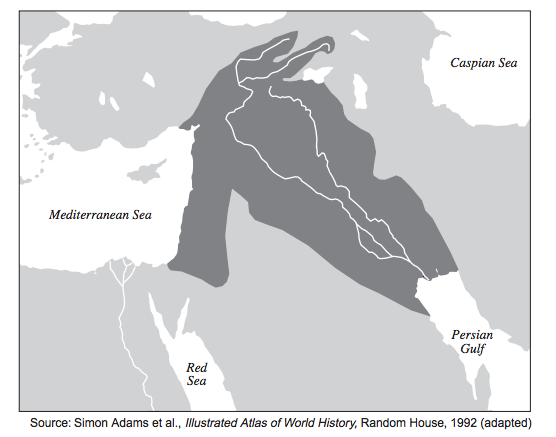 Caspian Sea
Mediterranean Sea
Persian
Gulf
Red
Sea
Source: Simon Adams et al., Illustrated Atlas of World History, Random House, 1992 (adapted)